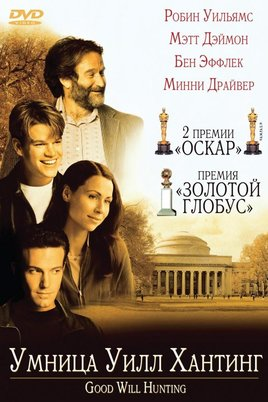 DVD
VIDEO
РОБИН УИЛЬЯМС
МЭТТ ДЭЙМОН
БЕН ЭФФЛЕК
МИННИ ДРАЙВЕР
2 ПРЕМИИ
«ОСКАР»
ПРЕМИЯ
«ЗОЛОТОЙ
ГЛОБУС»
УМНИЦА УИЛЛ ХАНТИНГ
GOOD WILL HUNTING